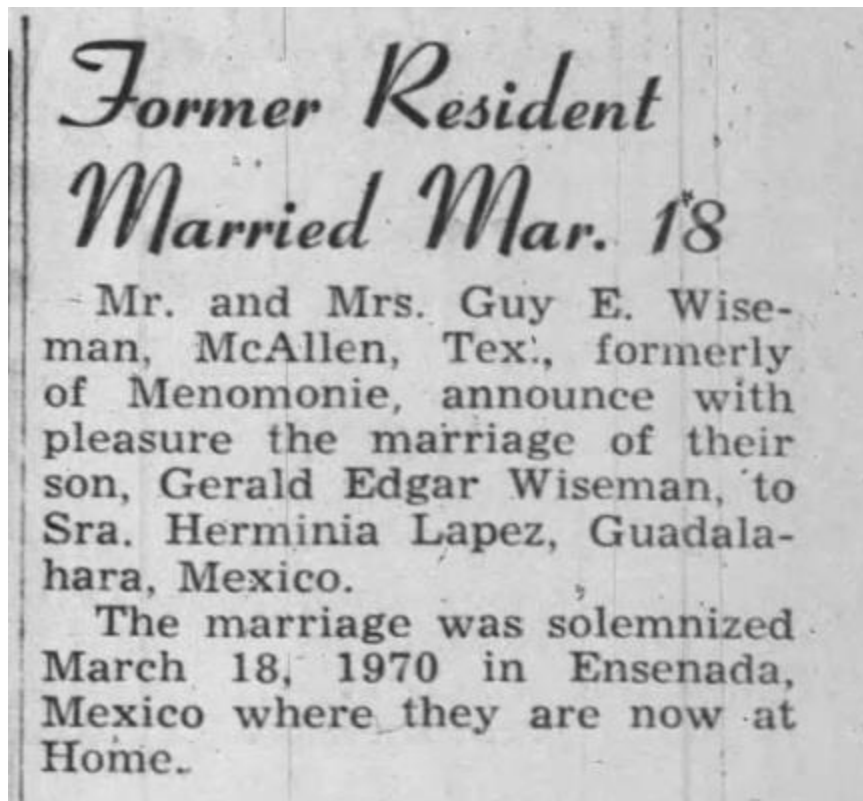 Former Resident
Married Mar. 18
Mr. and Mrs. Guy E. Wise-
man, McAllen, Tex., formerly
of Menomonie, announce with
pleasure the marriage of their
son, Gerald Edgar Wiseman, to
Sra. Herminia Lapez, Guadala-
hara, Mexico.
The marriage was solemnized
March 18, 1970 in Ensenada,
Mexico where they are now at
Home.